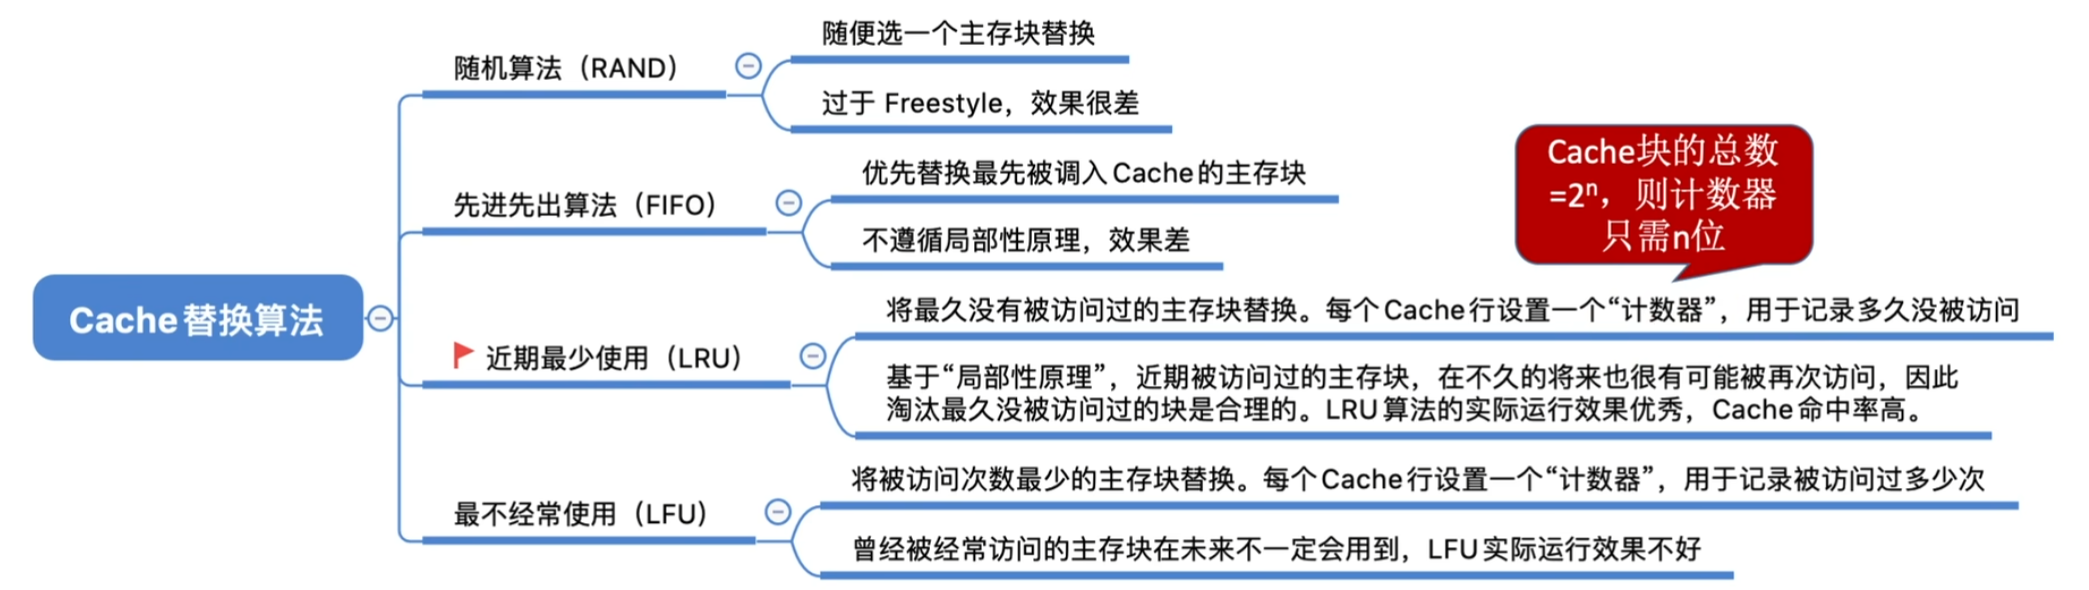 Cache替换算法
随机算法（RAND）
随便选一个主存块替换
过于 Freestyle，效果很差
先进先出算法（FIFO）
优先替换最先被调入Cache的主存块
不遵循局部性原理，效果差
近期最少使用（LRU）
Cache块的总数
=2ⁿ，则计数器
只需n位
将最久没有被访问过的主存块替换。每个Cache行设置一个“计数器”，用于记录多久没被访问
基于“局部性原理”，近期被访问过的主存块，在不久的将来也很有可能被再次访问，因此
淘汰最久没被访问过的块是合理的。LRU算法的实际运行效果优秀，Cache命中率高。
最不经常使用（LFU）
将被访问次数最少的主存块替换。每个Cache行设置一个“计数器”，用于记录被访问过多少次
曾经被经常访问的主存块在未来不一定会用到，LFU实际运行效果不好